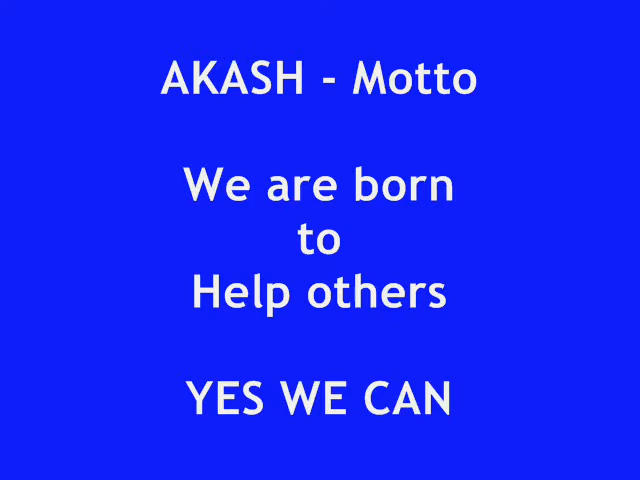 AKASH - Motto
We are born
to
Help others
YES WE CAN